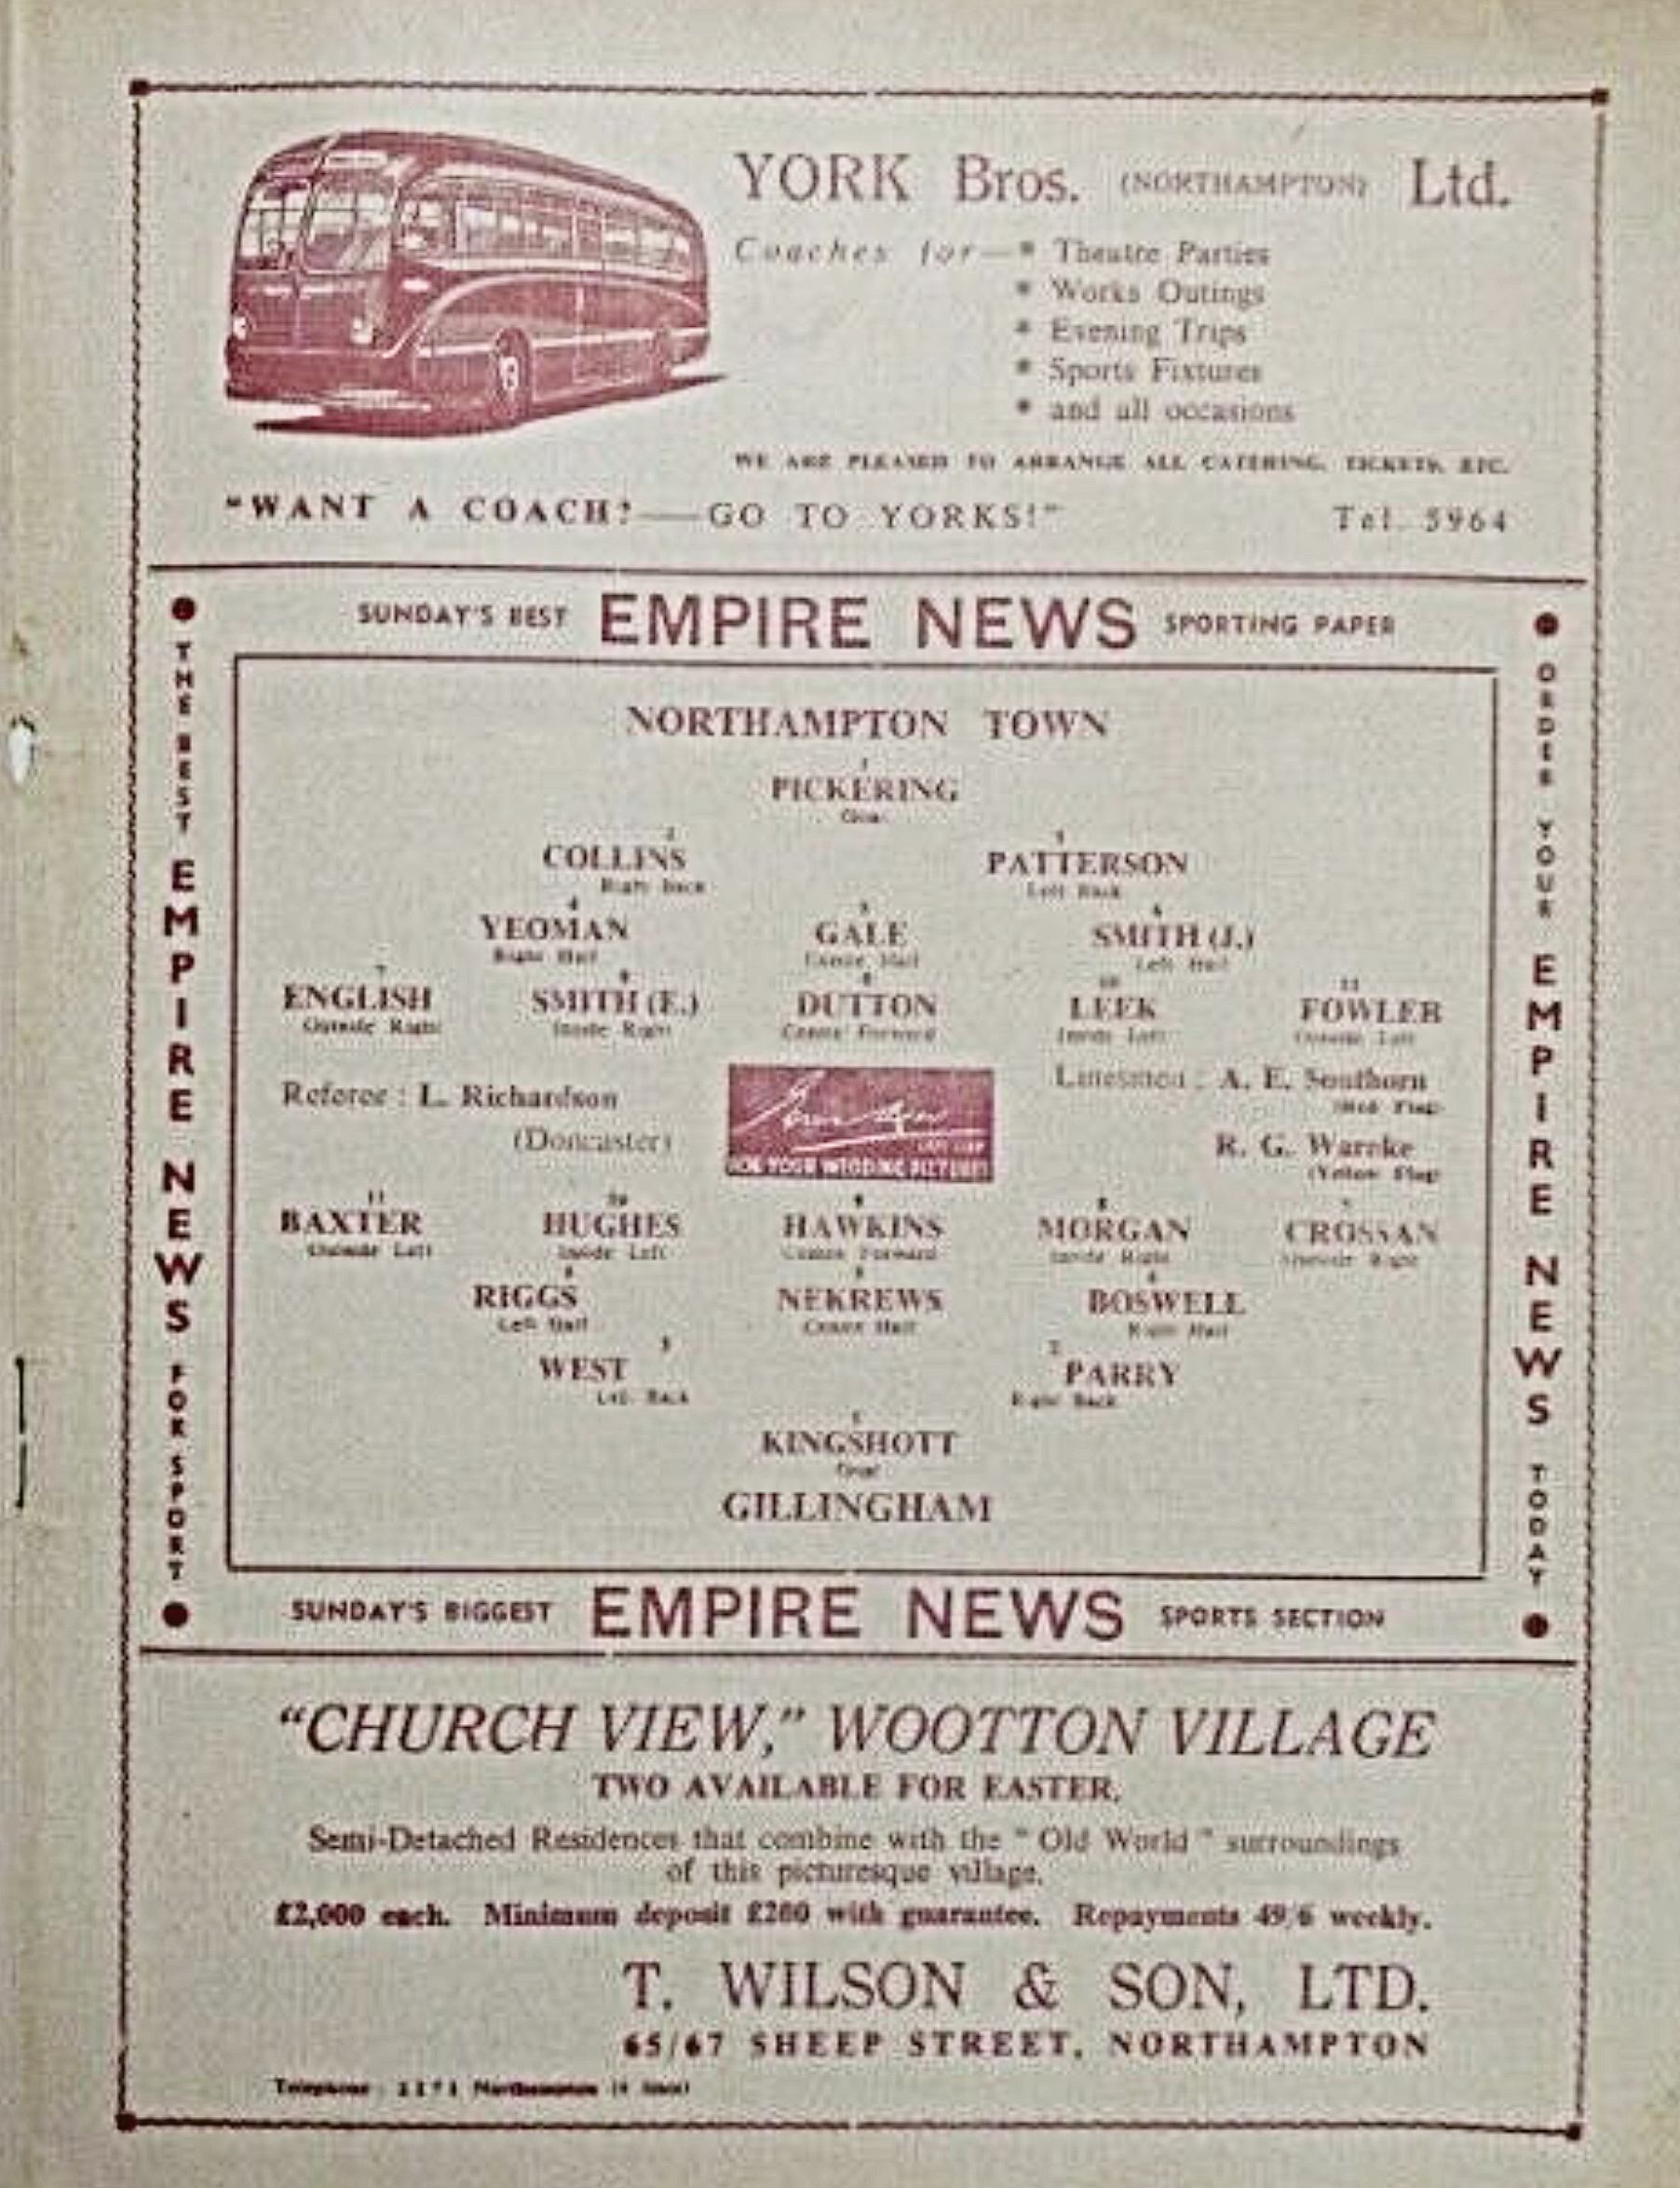 YORK Bros. (NORTHAMPTON) Ltd.
Coaches for—* Theatre Parties
* Works Outings
* Evening Trips
* Sports Fixtures
* and all occasions
WE ARE PLEASED TO ARRANGE ALL CATERING, TICKETS, ETC.
"WANT A COACH?—GO TO YORKS!" Tel. 5964
SUNDAY'S BEST EMPIRE NEWS SPORTING PAPER
THE BEST EMPIRE NEWS FOR SPORT
NORTHAMPTON TOWN
1
PICKERING
Goal
2 3
COLLINS PATTERSON
Right Back Left Back
4 5 6
YEOMAN GALE SMITH (J.)
Right Half Centre Half Left Half
7 8 9 10 11
ENGLISH SMITH (E.) DUTTON LEEK FOWLER
Outside Right Inside Right Centre Forward Inside Left Outside Left
Referee : L. Richardson
(Doncaster)
FOR YOUR WEDDING PICTURES
Linesmen : A. E. Southorn
(Red Flag)
R. G. Warnke
(Yellow Flag)
11 10 9 8 7
BAXTER HUGHES HAWKINS MORGAN CROSSAN
Outside Left Inside Left Centre Forward Inside Right Outside Right
6 5 4
RIGGS NEKREWS BOSWELL
Left Half Centre Half Right Half
3 2
WEST PARRY
Left Back Right Back
1
KINGSHOTT
Goal
GILLINGHAM
ORDER YOUR EMPIRE NEWS TODAY
SUNDAY'S BIGGEST EMPIRE NEWS SPORTS SECTION
"CHURCH VIEW," WOOTTON VILLAGE
TWO AVAILABLE FOR EASTER.
Semi-Detached Residences that combine with the "Old World" surroundings
of this picturesque village.
£2,000 each. Minimum deposit £200 with guarantee. Repayments 49/6 weekly.
T. WILSON & SON, LTD.
65/67 SHEEP STREET, NORTHAMPTON
Telephone : Northampton (4 lines)